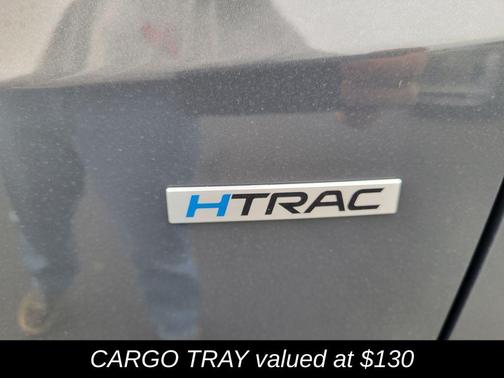 HTRAC
CARGO TRAY valued at $130